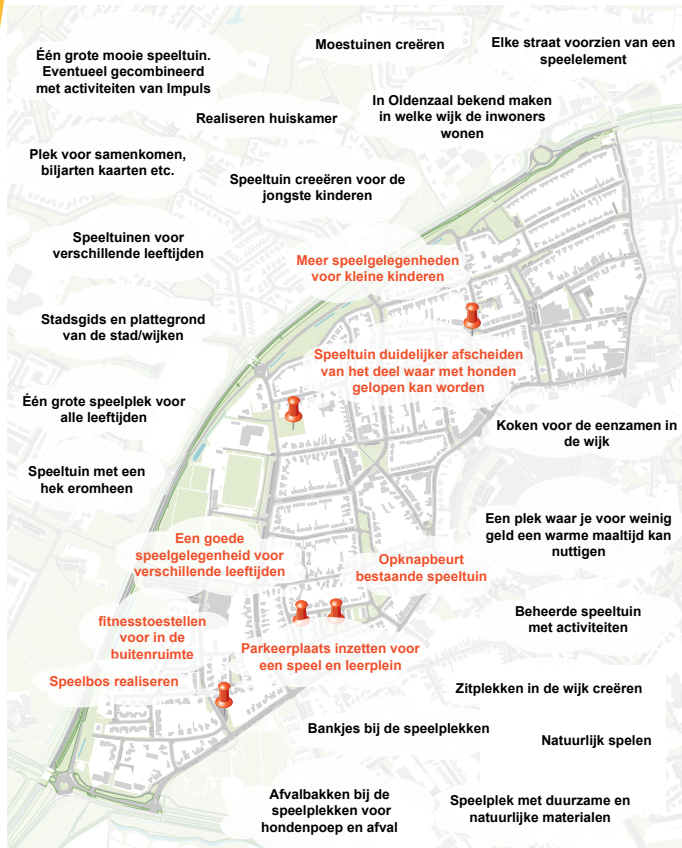 Één grote mooie speeltuin.
Eventueel gecombineerd
met activiteiten van Impuls
Moestuinen creëren
Elke straat voorzien van een
speelelement
Realiseren huiskamer
In Oldenzaal bekend maken
in welke wijk de inwoners
wonen
Plek voor samenkomen,
biljarten kaarten etc.
Speeltuin creeëren voor de
jongste kinderen
Speeltuinen voor
verschillende leeftijden
Meer speelgelegenheden
voor kleine kinderen
Stadsgids en plattegrond
van de stad/wijken
Speeltuin duidelijker afscheiden
van het deel waar met honden
gelopen kan worden
Één grote speelplek voor
alle leeftijden
Koken voor de eenzamen in
de wijk
Speeltuin met een
hek eromheen
Een plek waar je voor weinig
geld een warme maaltijd kan
nuttigen
Een goede
speelgelegenheid voor
verschillende leeftijden
Opknapbeurt
bestaande speeltuin
Beheerde speeltuin
met activiteiten
fitnesstoestellen
voor in de
buitenruimte
Parkeerplaats inzetten voor
een speel en leerplein
Speelbos realiseren
Zitplekken in de wijk creëren
Bankjes bij de speelplekken
Natuurlijk spelen
Afvalbakken bij de
speelplekken voor
hondenpoep en afval
Speelplek met duurzame en
natuurlijke materialen